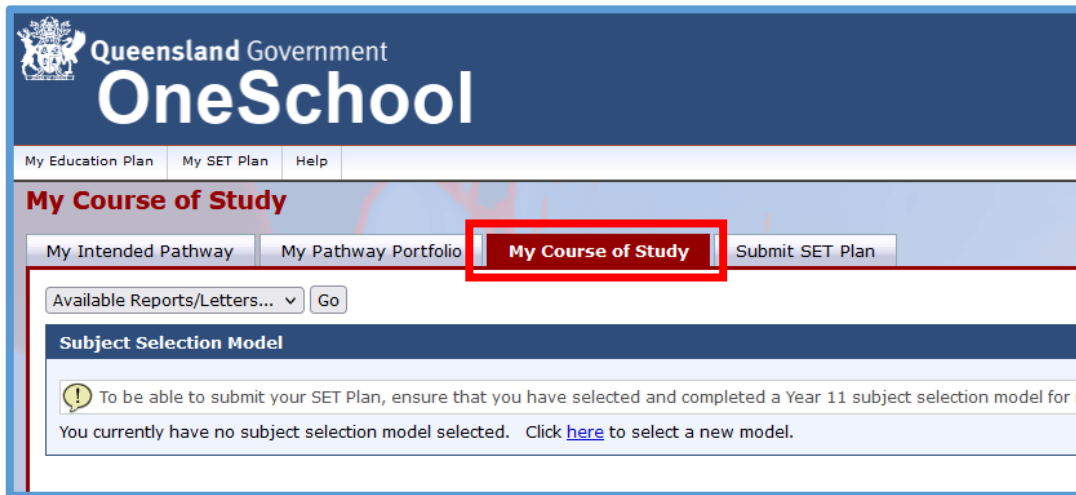 Queensland Government
OneSchool
My Education Plan My SET Plan Help
My Course of Study
My Intended Pathway My Pathway Portfolio My Course of Study Submit SET Plan
Available Reports/Letters... Go
Subject Selection Model
To be able to submit your SET Plan, ensure that you have selected and completed a Year 11 subject selection model for
You currently have no subject selection model selected. Click here to select a new model.